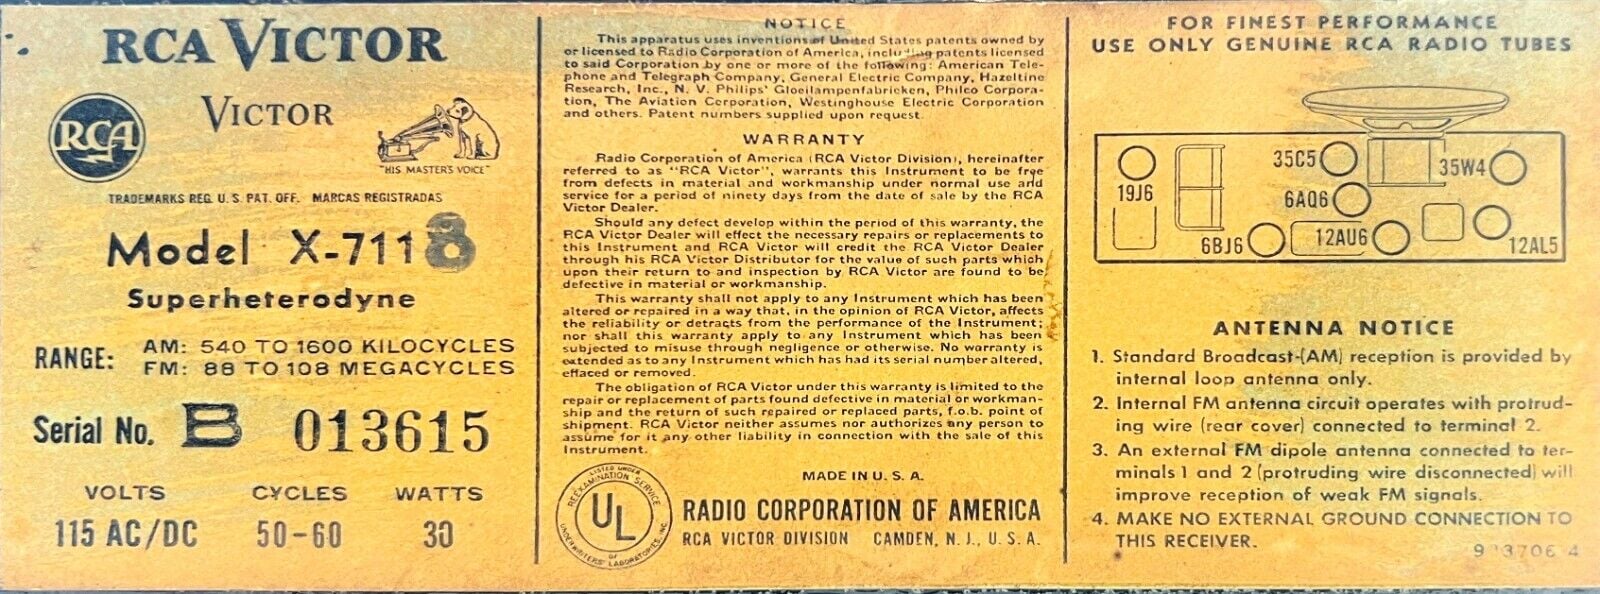 RCA VICTOR
RCA
VICTOR
"HIS MASTER'S VOICE"
TRADEMARKS REG. U. S. PAT. OFF. MARCAS REGISTRADAS
Model X-711
Superheterodyne
RANGE: AM: 540 TO 1600 KILOCYCLES
FM: 88 TO 108 MEGACYCLES
Serial No. B 013615
VOLTS CYCLES WATTS
115 AC/DC 50-60 30
NOTICE
This apparatus uses inventions of United States patents owned by
or licensed to Radio Corporation of America, including patents licensed
to said Corporation by one or more of the following: American Tele-
phone and Telegraph Company, General Electric Company, Hazeltine
Research, Inc., N. V. Philips' Gloeilampenfabricken, Philco Corpora-
tion, The Aviation Corporation, Westinghouse Electric Corporation
and others. Patent numbers supplied upon request.
WARRANTY
Radio Corporation of America (RCA Victor Division), hereinafter
referred to as "RCA Victor", warrants this Instrument to be free
from defects in material and workmanship under normal use and
service for a period of ninety days from the date of sale by the RCA
Victor Dealer.
Should any defect develop within the period of this warranty, the
RCA Victor Dealer will effect the necessary repairs or replacements to
this Instrument and RCA Victor will credit the RCA Victor Dealer
through his RCA Victor Distributor for the value of such parts which
upon their return to and inspection by RCA Victor are found to be
defective in material or workmanship.
This warranty shall not apply to any Instrument which has been
altered or repaired in a way that, in the opinion of RCA Victor, affects
the reliability or detracts from the performance of the Instrument;
nor shall this warranty apply to any Instrument which has been
subjected to misuse through negligence or otherwise. No warranty is
extended as to any Instrument which has had its serial number altered,
effaced or removed.
The obligation of RCA Victor under this warranty is limited to the
repair or replacement of parts found defective in material or workman-
ship and the return of such repaired or replaced parts, f.o.b. point of
shipment. RCA Victor neither assumes nor authorizes any person to
assume for it any other liability in connection with the sale of this
Instrument.
LISTED UNDER
REEXAMINATION SERVICE
UL
OF
UNDERWRITERS' LABORATORIES, INC.
MADE IN U. S. A.
RADIO CORPORATION OF AMERICA
RCA VICTOR DIVISION CAMDEN, N. J., U. S. A.
FOR FINEST PERFORMANCE
USE ONLY GENUINE RCA RADIO TUBES
19J6
35C5
35W4
6AQ6
6BJ6
12AU6
12AL5
ANTENNA NOTICE
1. Standard Broadcast-(AM) reception is provided by
internal loop antenna only.
2. Internal FM antenna circuit operates with protrud-
ing wire (rear cover) connected to terminal 2.
3. An external FM dipole antenna connected to ter-
minals 1 and 2 (protruding wire disconnected) will
improve reception of weak FM signals.
4. MAKE NO EXTERNAL GROUND CONNECTION TO
THIS RECEIVER.